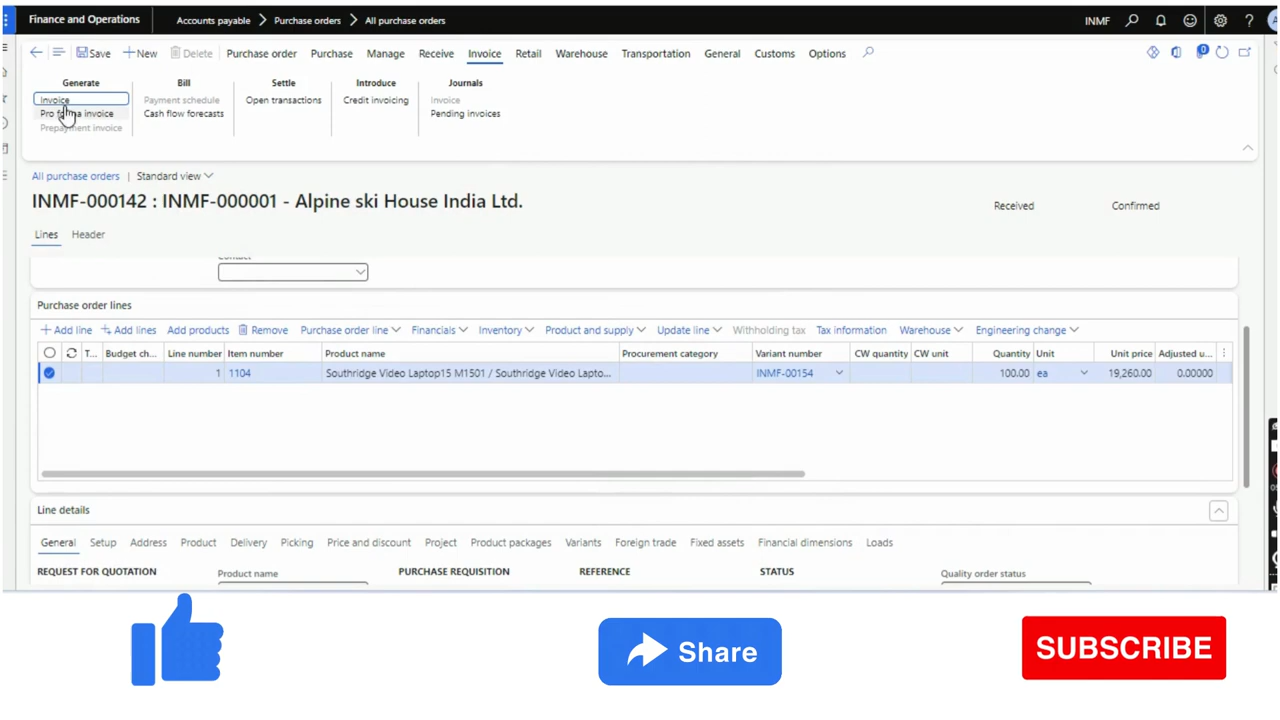 Finance and Operations
Accounts payable > Purchase orders > All purchase orders
INMF
Save
New
Delete
Purchase order
Purchase
Manage
Receive
Invoice
Retail
Warehouse
Transportation
General
Customs
Options
0
Generate
Invoice
Pro forma invoice
Prepayment invoice
Bill
Payment schedule
Cash flow forecasts
Settle
Open transactions
Introduce
Credit invoicing
Journals
Invoice
Pending invoices
All purchase orders | Standard view
INMF-000142 : INMF-000001 - Alpine ski House India Ltd.
Received
Confirmed
Lines Header
Contact
Purchase order lines
Add line Add lines Add products Remove Purchase order line Financials Inventory Product and supply Update line Withholding tax Tax information Warehouse Engineering change
T... Budget ch... Line number Item number Product name Procurement category Variant number CW quantity CW unit Quantity Unit Unit price Adjusted u...
1 1104 Southridge Video Laptop15 M1501 / Southridge Video Lapto... INMF-00154 100.00 ea 19,260.00 0.00000
Line details
General Setup Address Product Delivery Picking Price and discount Project Product packages Variants Foreign trade Fixed assets Financial dimensions Loads
REQUEST FOR QUOTATION
Product name
PURCHASE REQUISITION
REFERENCE
STATUS
Quality order status
Share
SUBSCRIBE